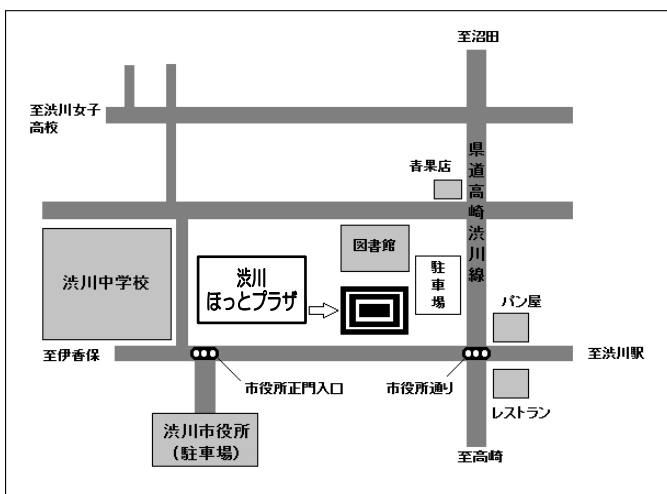 至沼田
至渋川女子
高校
青果店
県道高崎渋川線
図書館
渋川
ほっとプラザ
駐車場
渋川中学校
パン屋
至伊香保
至渋川駅
市役所正門入口
市役所通り
レストラン
渋川市役所
(駐車場)
至高崎